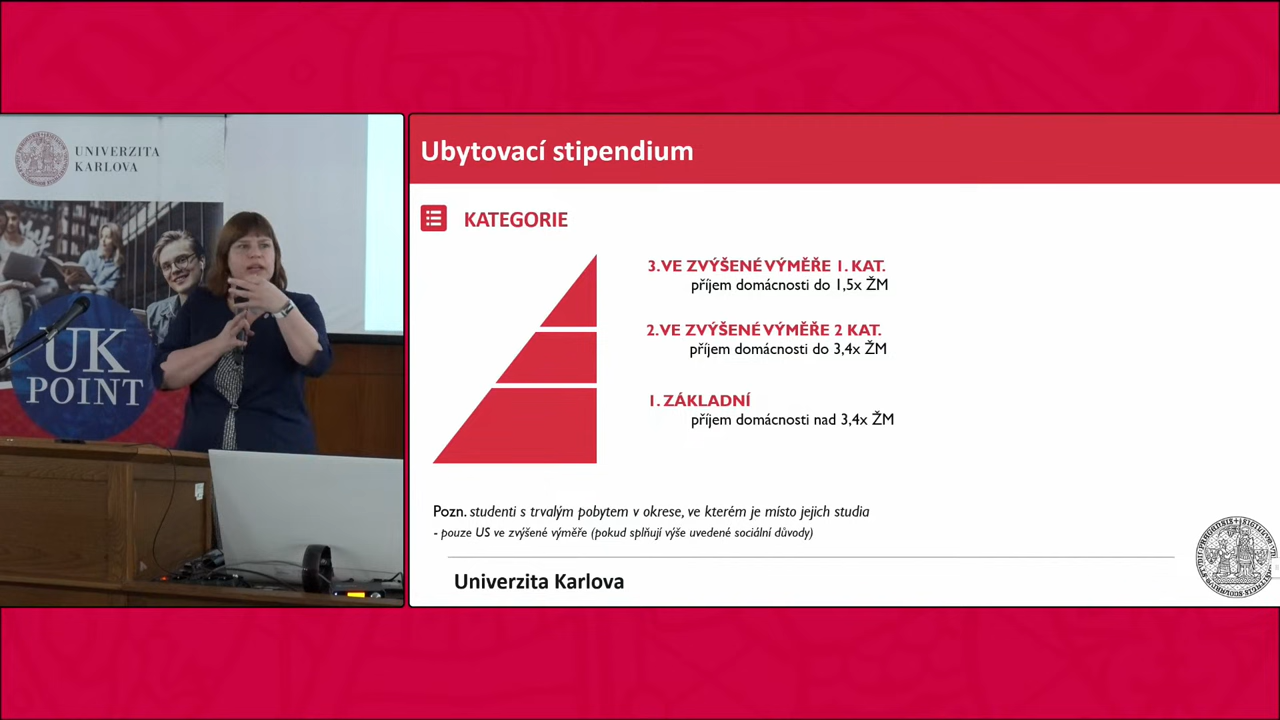 UNIVERZITA
KARLOVA
UK
POINT
Ubytovací stipendium
KATEGORIE
3. VE ZVÝŠENÉ VÝMĚŘE 1. KAT.
příjem domácnosti do 1,5x ŽM
2. VE ZVÝŠENÉ VÝMĚŘE 2 KAT.
příjem domácnosti do 3,4x ŽM
1. ZÁKLADNÍ
příjem domácnosti nad 3,4x ŽM
Pozn. studenti s trvalým pobytem v okrese, ve kterém je místo jejich studia
- pouze US ve zvýšené výměře (pokud splňují výše uvedené sociální důvody)
Univerzita Karlova